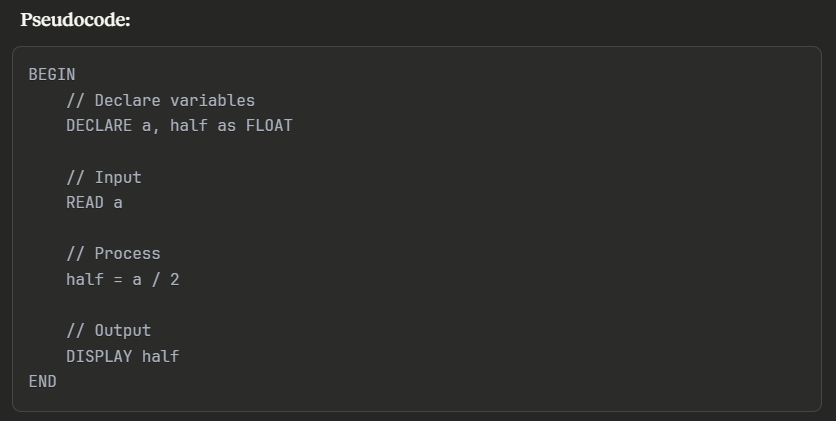 Pseudocode:
BEGIN
// Declare variables
DECLARE a, half as FLOAT
// Input
READ a
// Process
half = a / 2
// Output
DISPLAY half
END